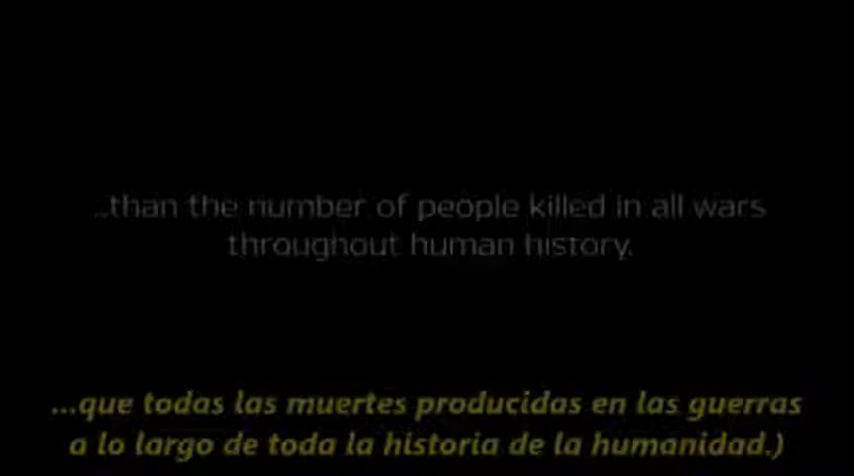 ...than the number of people killed in all wars
throughout human history.
...que todas las muertes producidas en las guerras
a lo largo de toda la historia de la humanidad.)